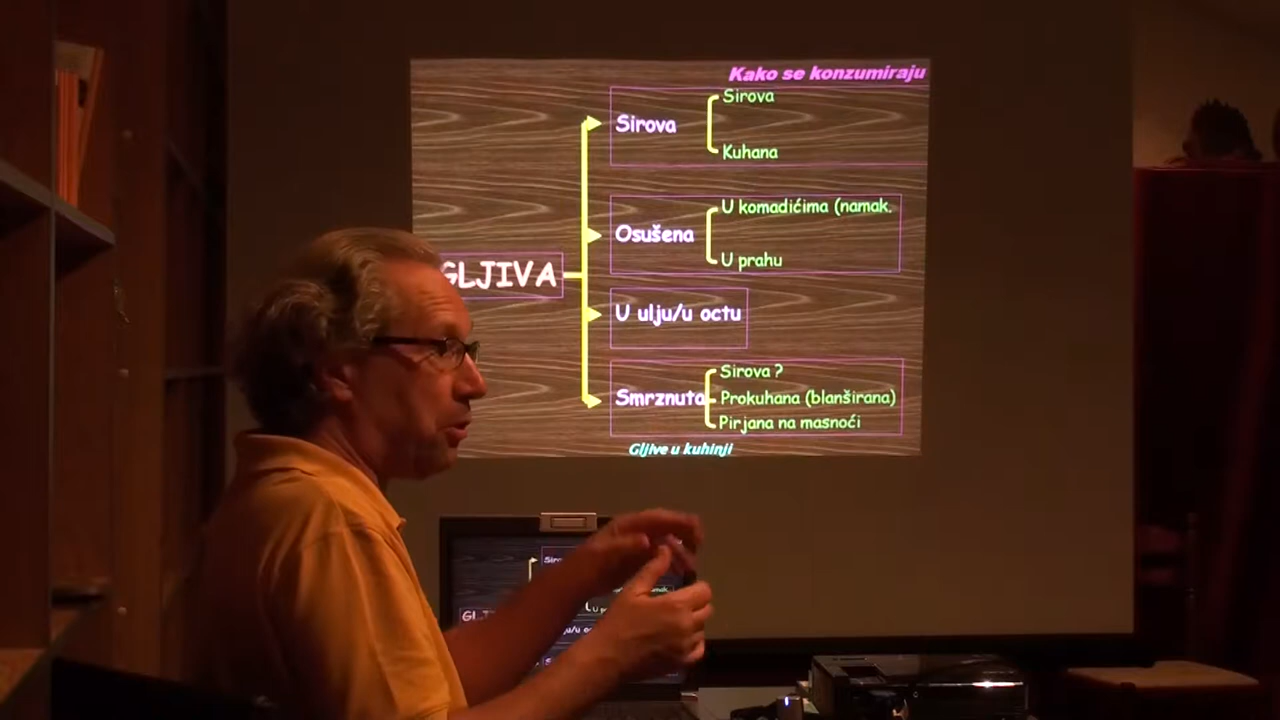 Kako se konzumiraju
Sirova
Sirova
Kuhana
U komadićima (namak.
Osušena
U prahu
GLJIVA
U ulju/u octu
Sirova ?
Smrznuta
Prokuhana (blanširana)
Pirjana na masnoći
Gljive u kuhinji